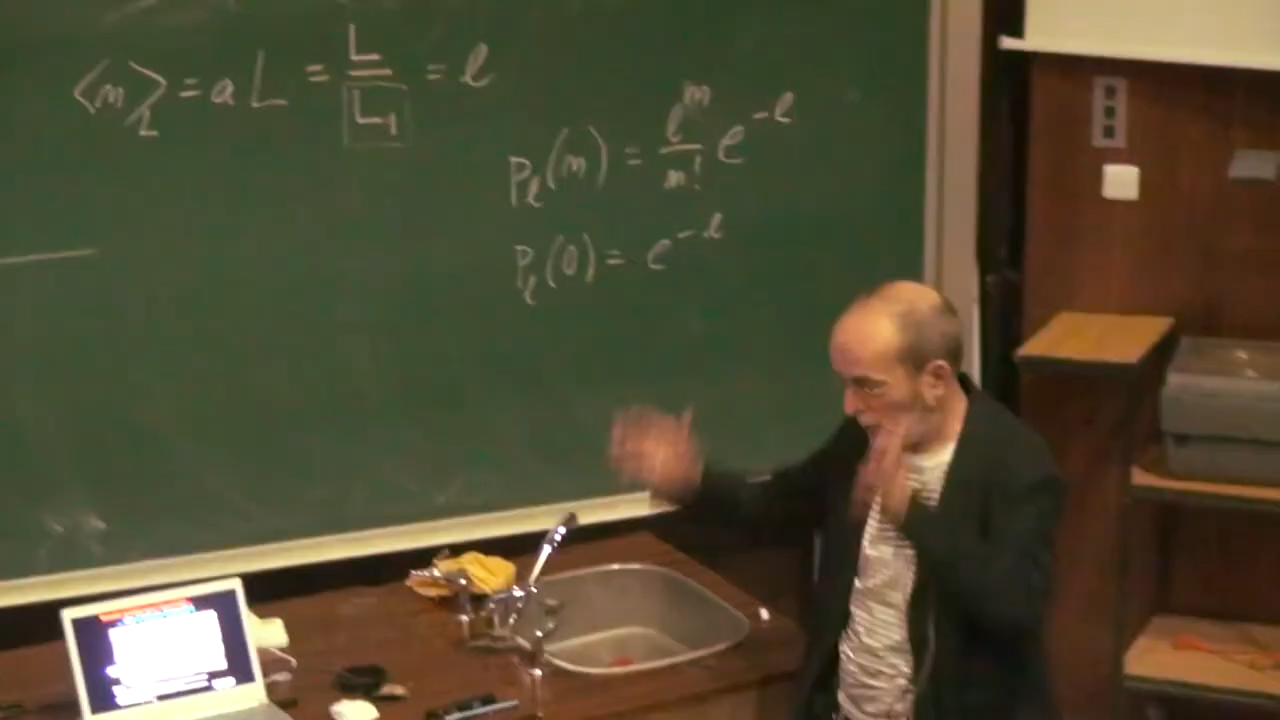 ⟨m⟩_L = a L = L/L₁ = ℓ
P_ℓ(m) = ℓ^m/m! e^{-ℓ}
P_ℓ(0) = e^{-ℓ}